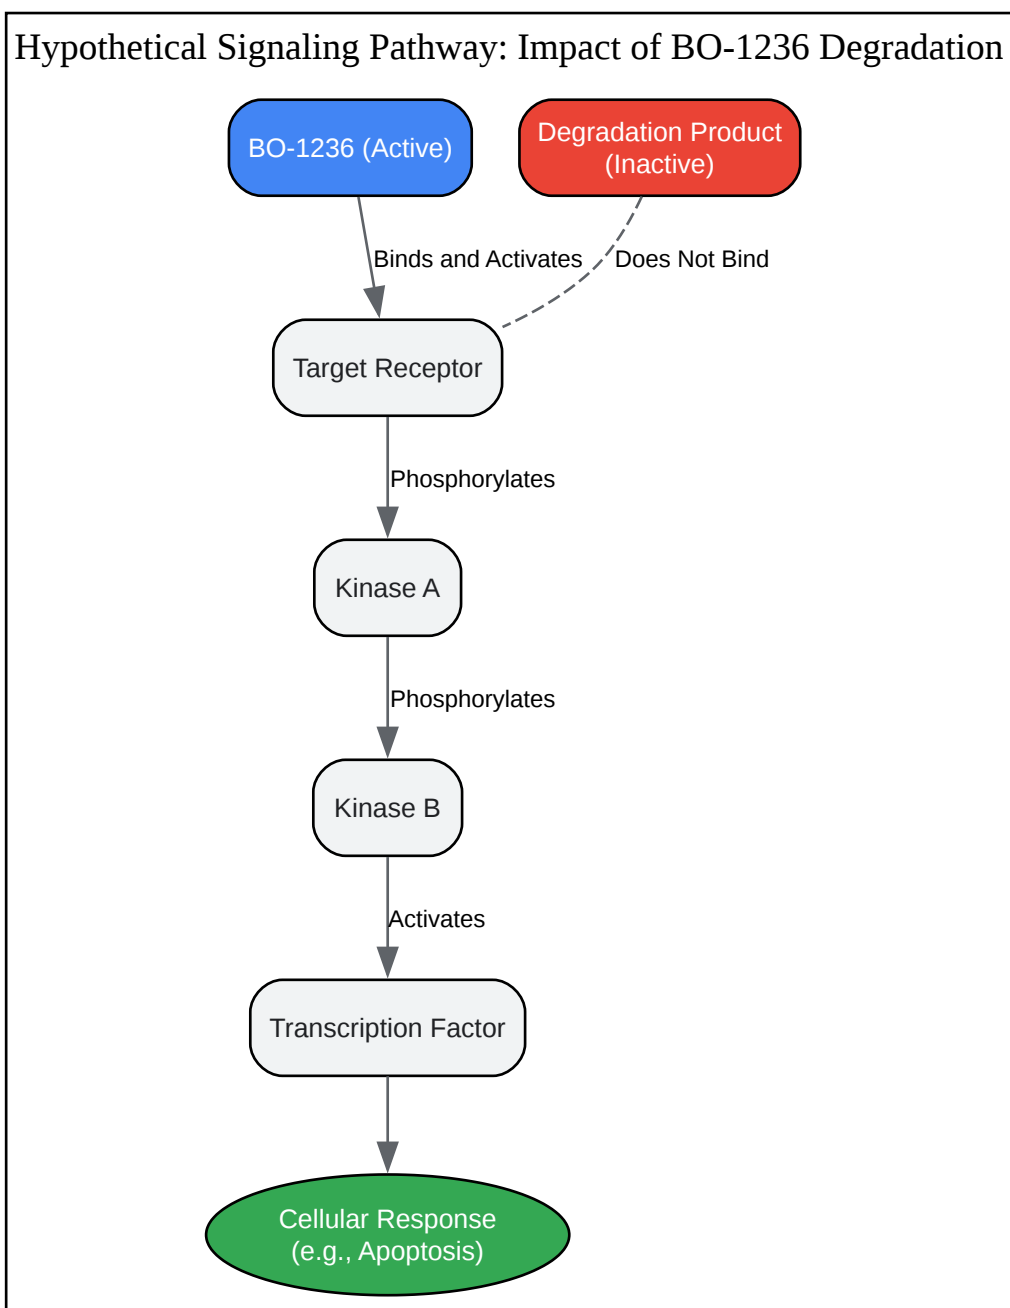 Hypothetical Signaling Pathway: Impact of BO-1236 Degradation
BO-1236 (Active)
Degradation Product
(Inactive)
Binds and Activates
Does Not Bind
Target Receptor
Phosphorylates
Kinase A
Phosphorylates
Kinase B
Activates
Transcription Factor
Cellular Response
(e.g., Apoptosis)